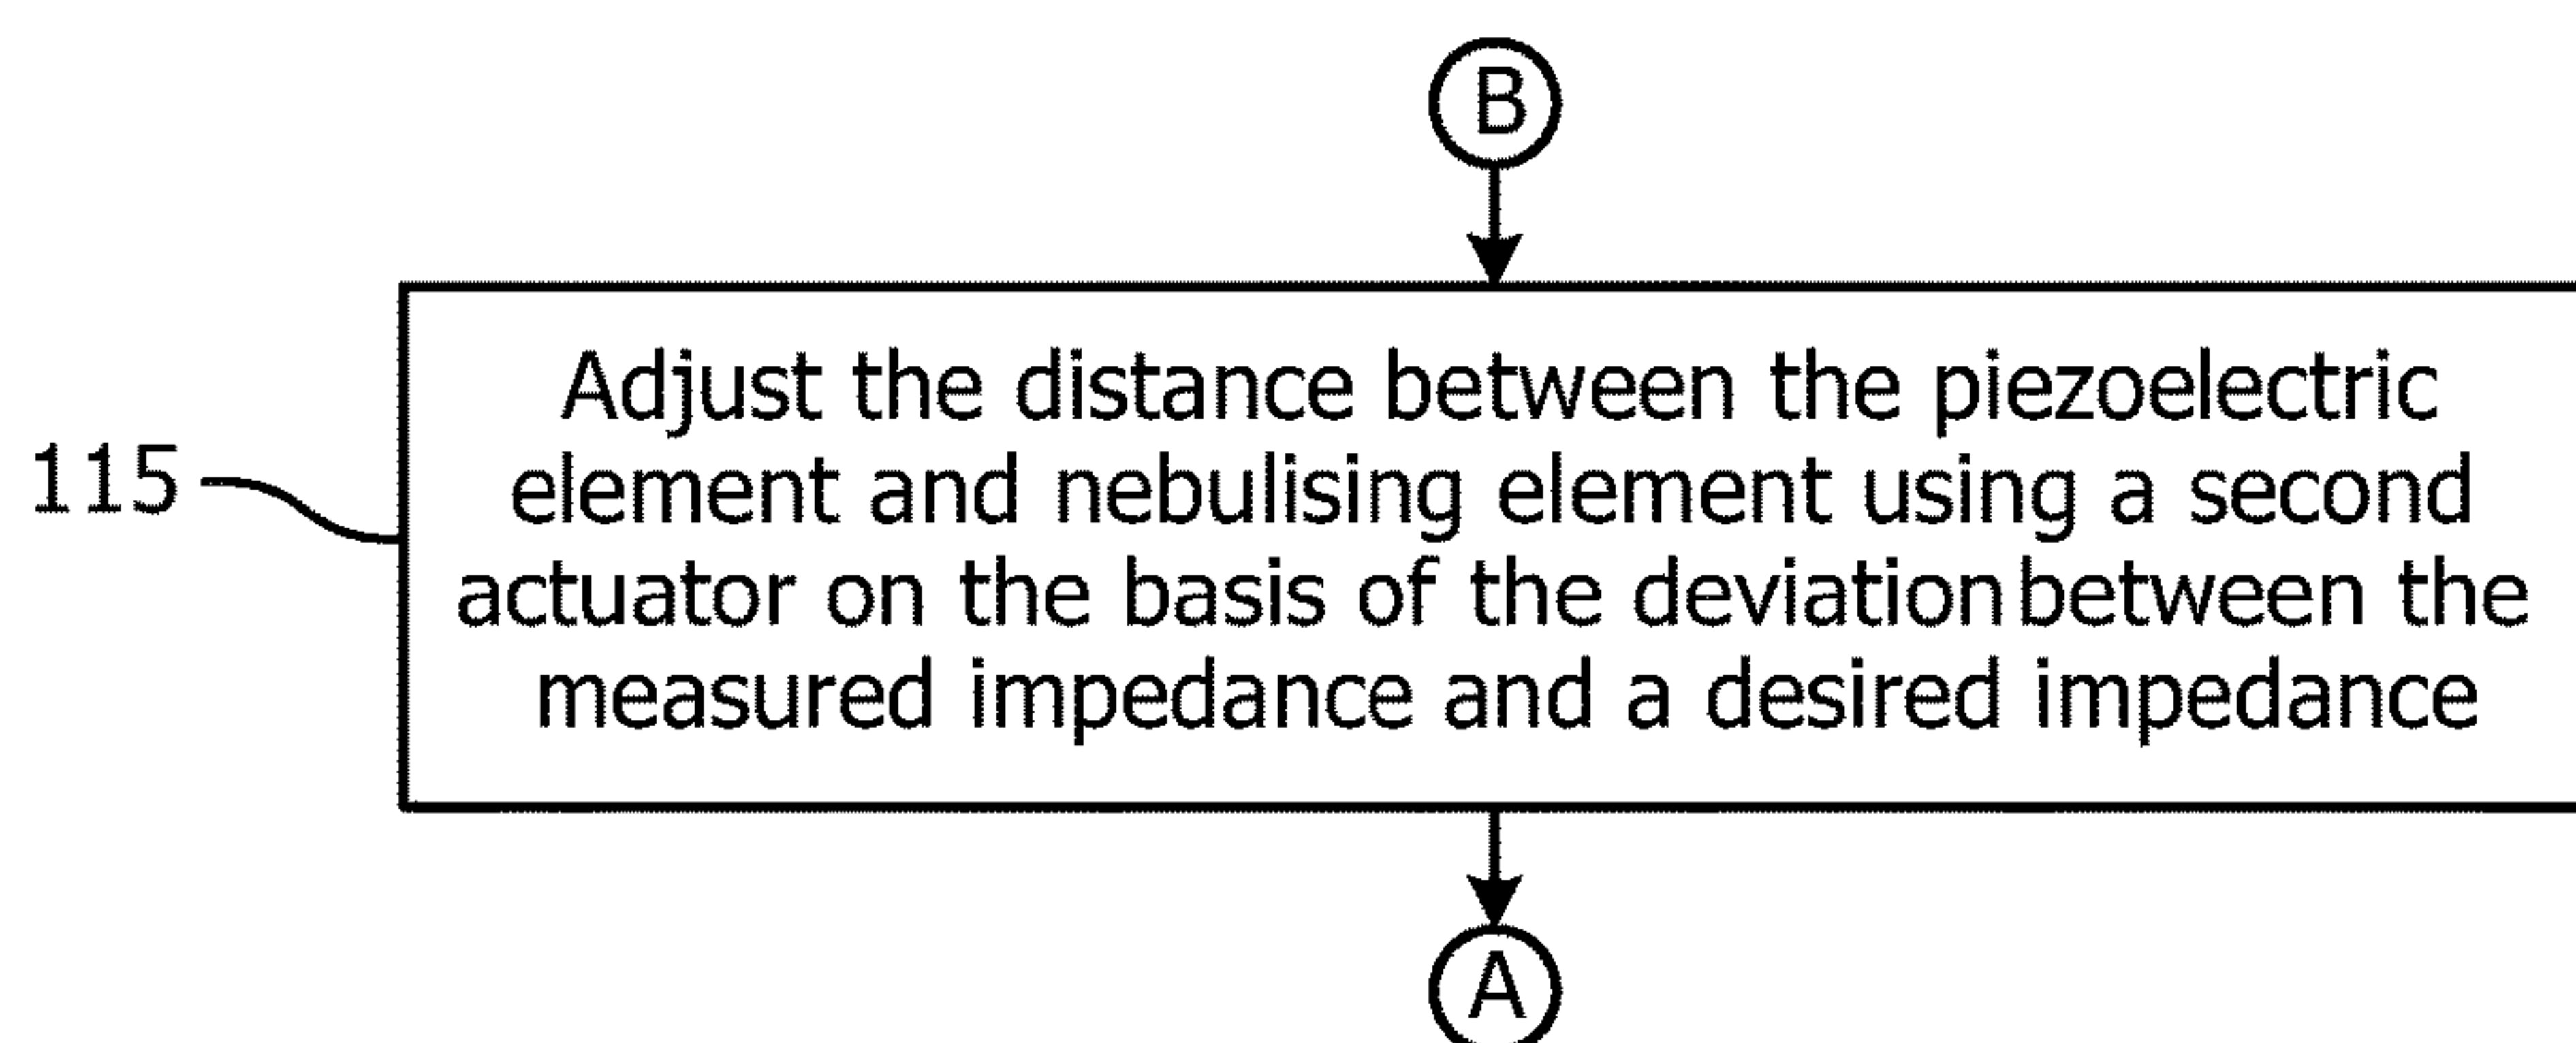 B
Adjust the distance between the piezoelectric
115
element and nebulising element using a second
actuator on the basis of the deviation between the
measured impedance and a desired impedance
A